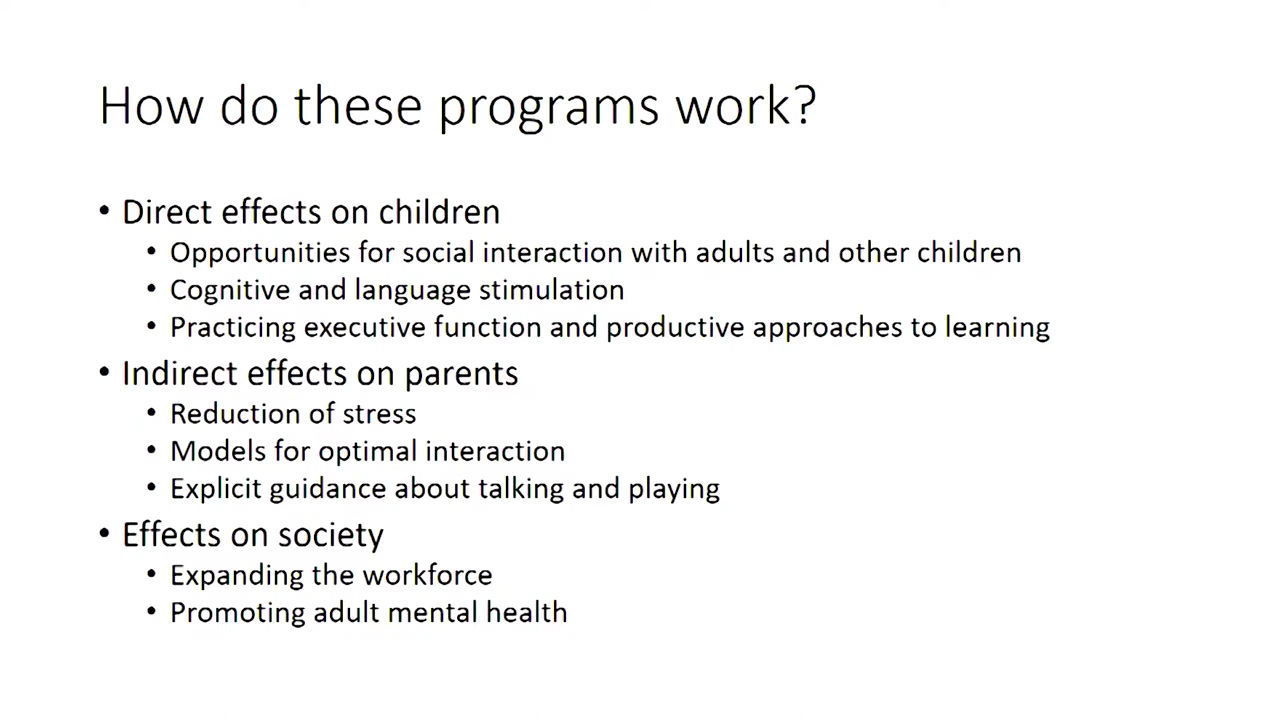 How do these programs work?
• Direct effects on children
• Opportunities for social interaction with adults and other children
• Cognitive and language stimulation
• Practicing executive function and productive approaches to learning
• Indirect effects on parents
• Reduction of stress
• Models for optimal interaction
• Explicit guidance about talking and playing
• Effects on society
• Expanding the workforce
• Promoting adult mental health